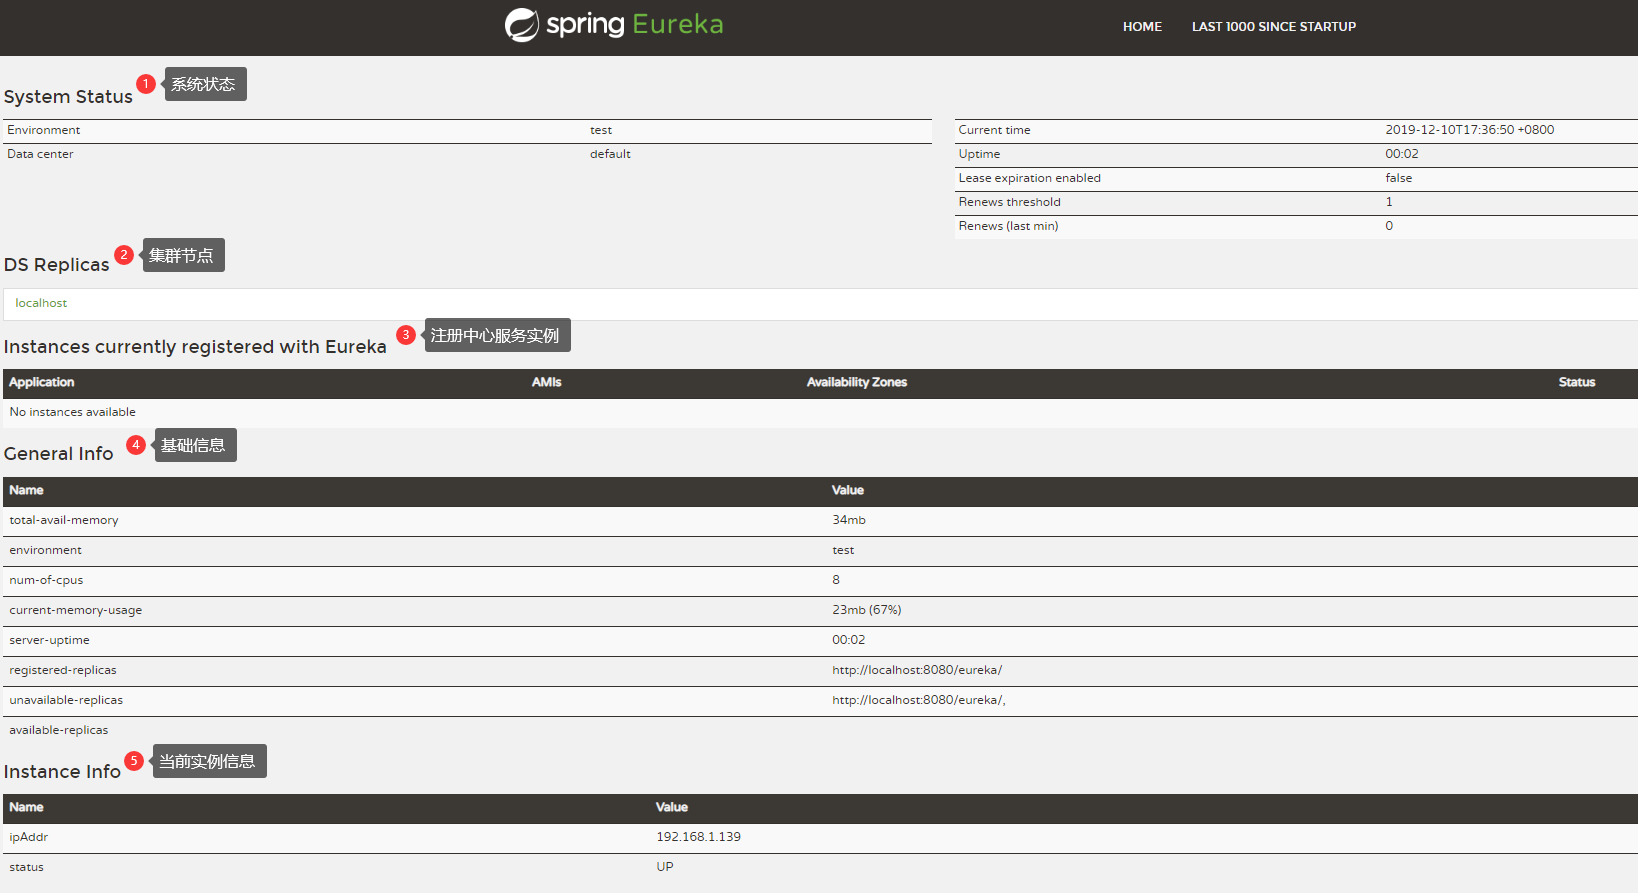 spring Eureka
HOME LAST 1000 SINCE STARTUP
System Status 1 系统状态
Environment test
Data center default
Current time 2019-12-10T17:36:50 +0800
Uptime 00:02
Lease expiration enabled false
Renews threshold 1
Renews (last min) 0
DS Replicas 2 集群节点
localhost
Instances currently registered with Eureka 3 注册中心服务实例
Application AMIs Availability Zones Status
No instances available
General Info 4 基础信息
Name Value
total-avail-memory 34mb
environment test
num-of-cpus 8
current-memory-usage 23mb (67%)
server-uptime 00:02
registered-replicas http://localhost:8080/eureka/
unavailable-replicas http://localhost:8080/eureka/,
available-replicas
Instance Info 5 当前实例信息
Name Value
ipAddr 192.168.1.139
status UP